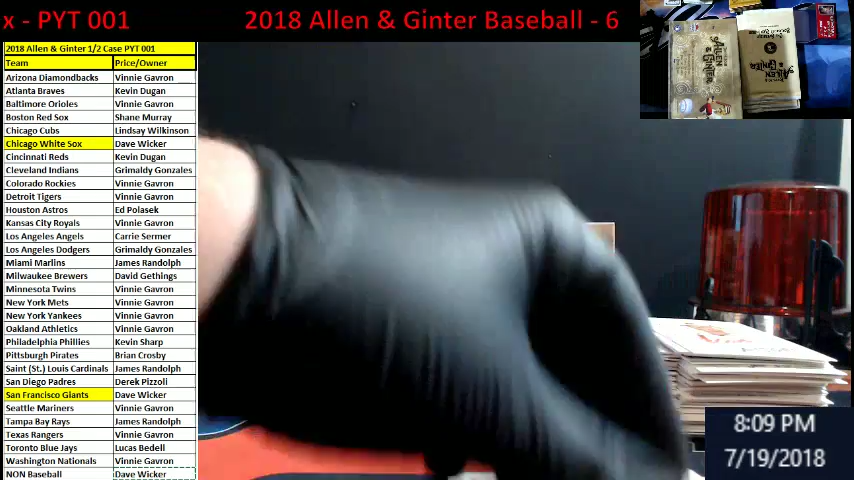 x - PYT 001 2018 Allen & Ginter Baseball - 6
2018 Allen & Ginter 1/2 Case PYT 001
Team Price/Owner
Arizona Diamondbacks Vinnie Gavron
Atlanta Braves Kevin Dugan
Baltimore Orioles Vinnie Gavron
Boston Red Sox Shane Murray
Chicago Cubs Lindsay Wilkinson
Chicago White Sox Dave Wicker
Cincinnati Reds Kevin Dugan
Cleveland Indians Grimaldy Gonzales
Colorado Rockies Vinnie Gavron
Detroit Tigers Vinnie Gavron
Houston Astros Ed Polasek
Kansas City Royals Vinnie Gavron
Los Angeles Angels Carrie Sermer
Los Angeles Dodgers Grimaldy Gonzales
Miami Marlins James Randolph
Milwaukee Brewers David Gethings
Minnesota Twins Vinnie Gavron
New York Mets Vinnie Gavron
New York Yankees Vinnie Gavron
Oakland Athletics Vinnie Gavron
Philadelphia Phillies Kevin Sharp
Pittsburgh Pirates Brian Crosby
Saint (St.) Louis Cardinals James Randolph
San Diego Padres Derek Pizzoli
San Francisco Giants Dave Wicker
Seattle Mariners Vinnie Gavron
Tampa Bay Rays James Randolph
Texas Rangers Vinnie Gavron
Toronto Blue Jays Lucas Bedell
Washington Nationals Vinnie Gavron
NON Baseball Dave Wicker
Allen & Ginter
Allen & Ginter
8:09 PM
7/19/2018